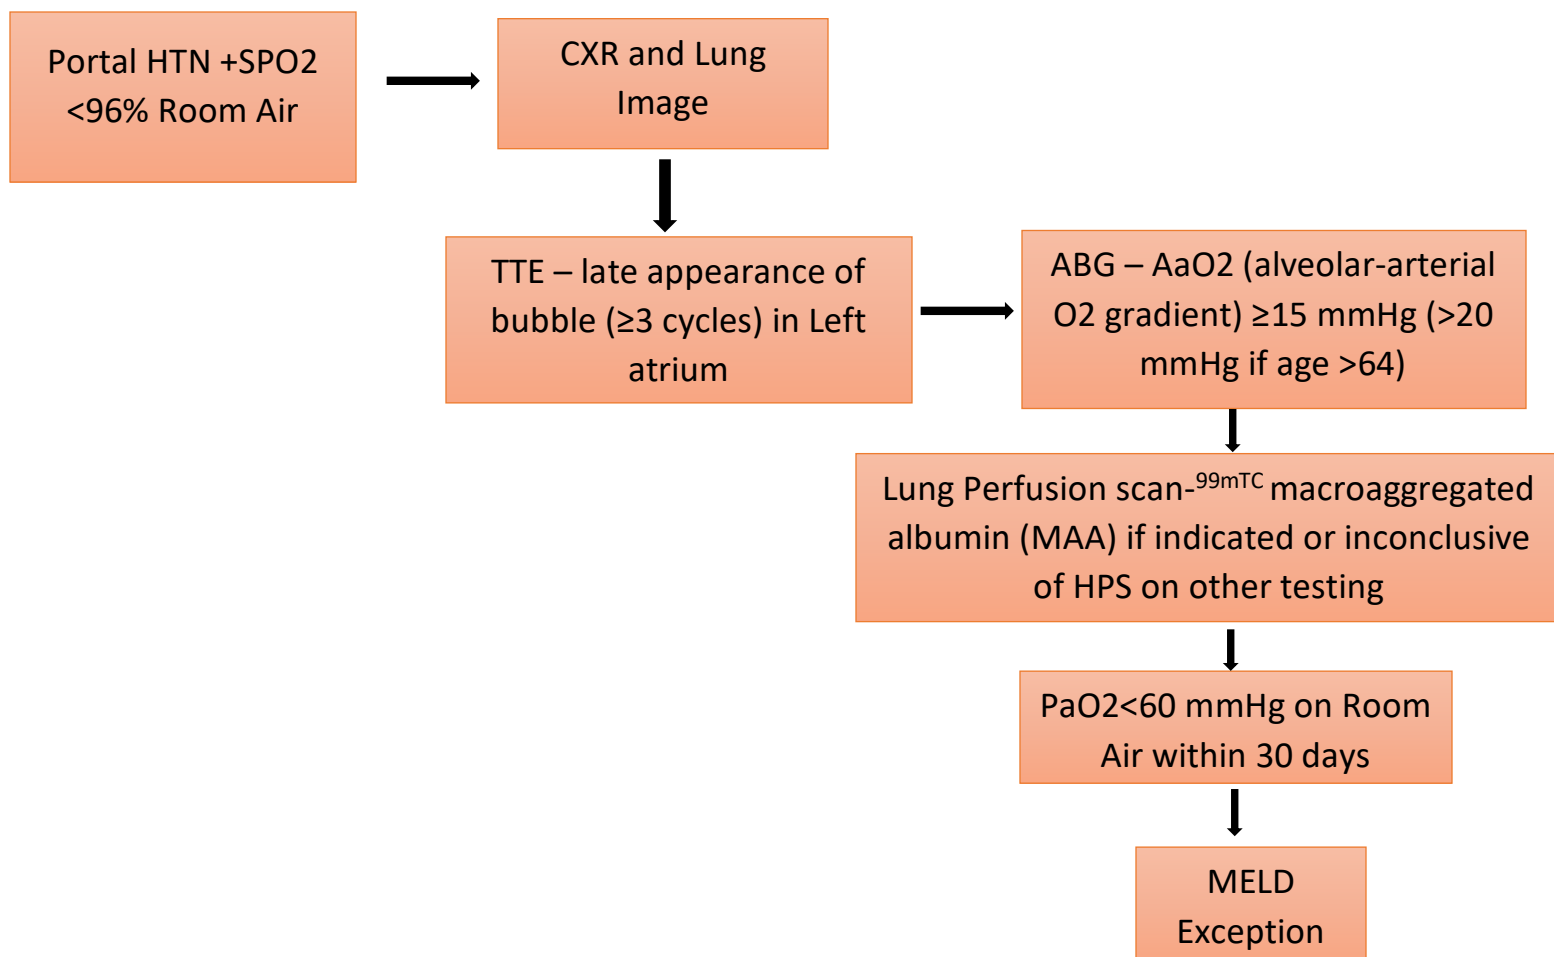 Portal HTN +SPO2
<96% Room Air
CXR and Lung
Image
TTE – late appearance of
bubble (≥3 cycles) in Left
atrium
ABG – AaO2 (alveolar-arterial
O2 gradient) ≥15 mmHg (>20
mmHg if age >64)
Lung Perfusion scan-99mTC macroaggregated
albumin (MAA) if indicated or inconclusive
of HPS on other testing
PaO2<60 mmHg on Room
Air within 30 days
MELD
Exception